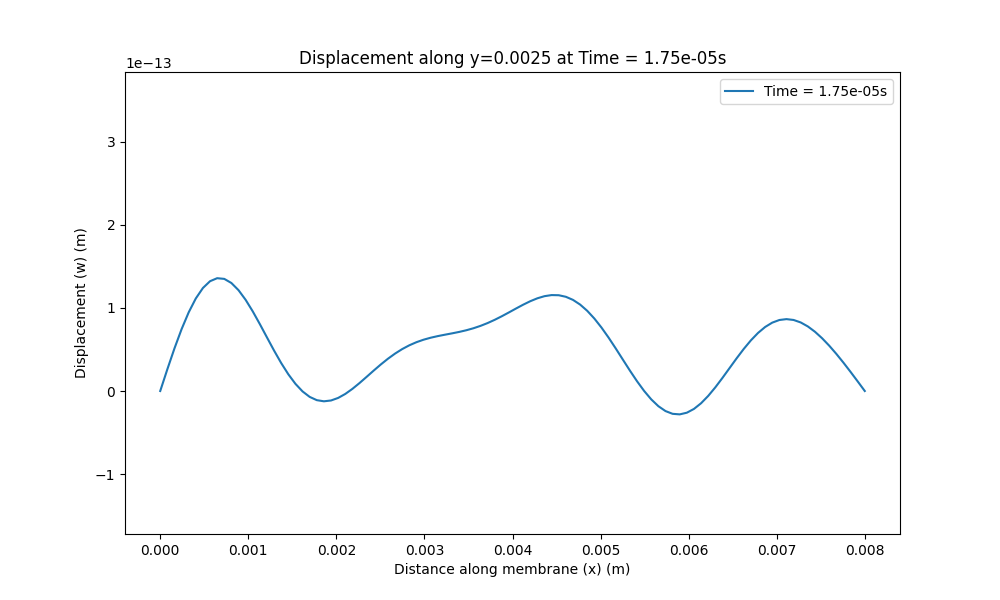 Displacement along y=0.0025 at Time = 1.75e-05s
1e−13
Time = 1.75e-05s
3
2
1
0
−1
Displacement (w) (m)
0.000 0.001 0.002 0.003 0.004 0.005 0.006 0.007 0.008
Distance along membrane (x) (m)